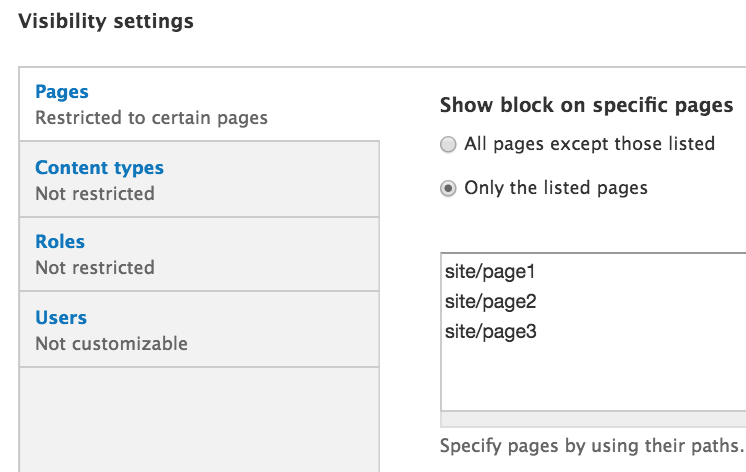 Visibility settings
Pages
Restricted to certain pages
Content types
Not restricted
Roles
Not restricted
Users
Not customizable
Show block on specific pages
All pages except those listed
Only the listed pages
site/page1
site/page2
site/page3
Specify pages by using their paths.